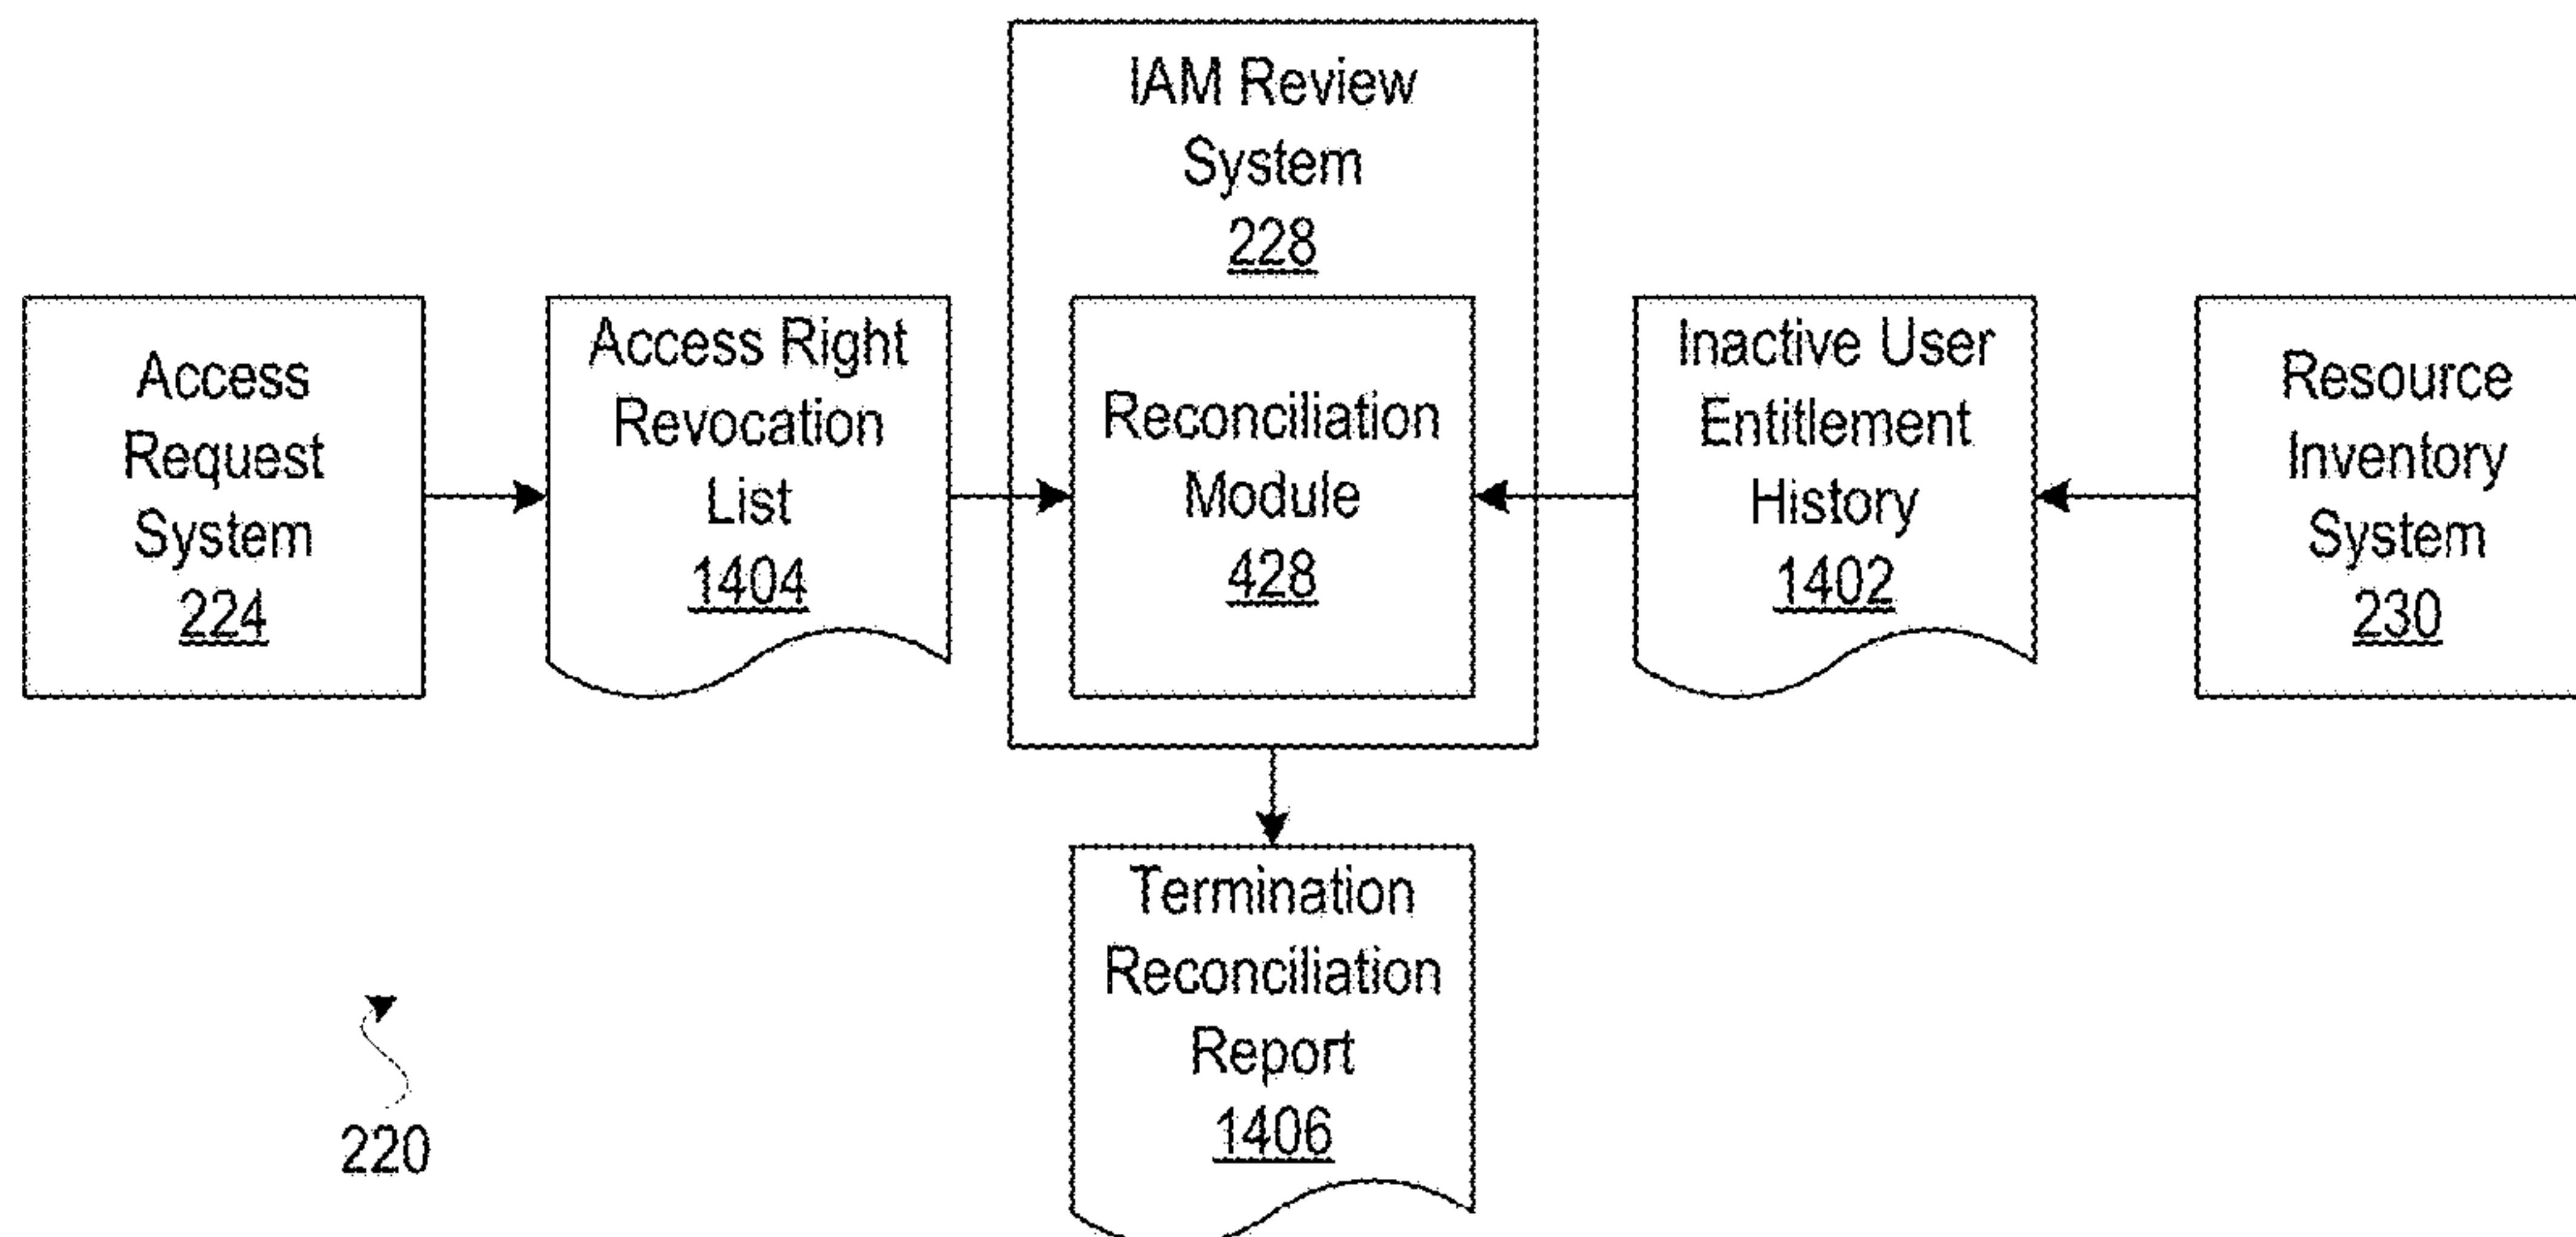 IAM Review
System
228
Access
Request
System
224
Access Right
Revocation
List
1404
Reconciliation
Module
428
Inactive User
Entitlement
History
1402
Resource
Inventory
System
230
Termination
Reconciliation
Report
1406
220